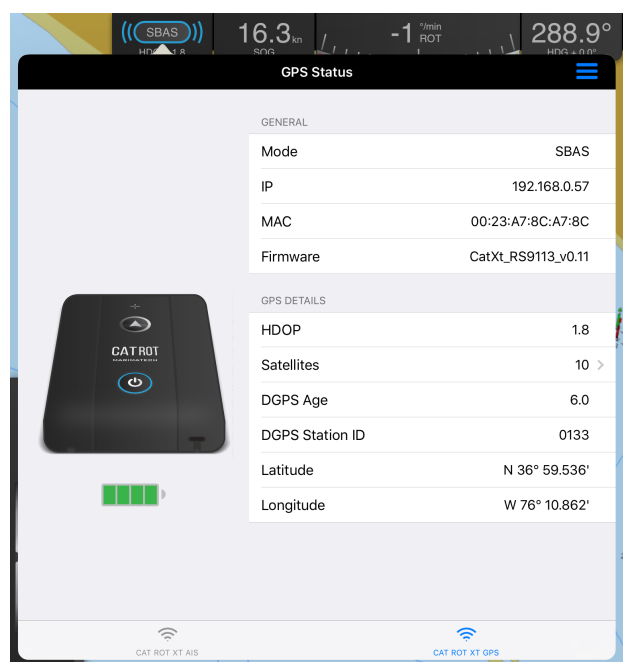 SBAS
16.3 kn
-1 °/min
ROT
288.9°
SOG
HDG + 0.0°
GPS Status
GENERAL
Mode SBAS
IP 192.168.0.57
MAC 00:23:A7:8C:A7:8C
Firmware CatXt_RS9113_v0.11
GPS DETAILS
HDOP 1.8
Satellites 10
DGPS Age 6.0
DGPS Station ID 0133
Latitude N 36° 59.536'
Longitude W 76° 10.862'
CAT ROT
MARIMATECH
CAT ROT XT AIS
CAT ROT XT GPS